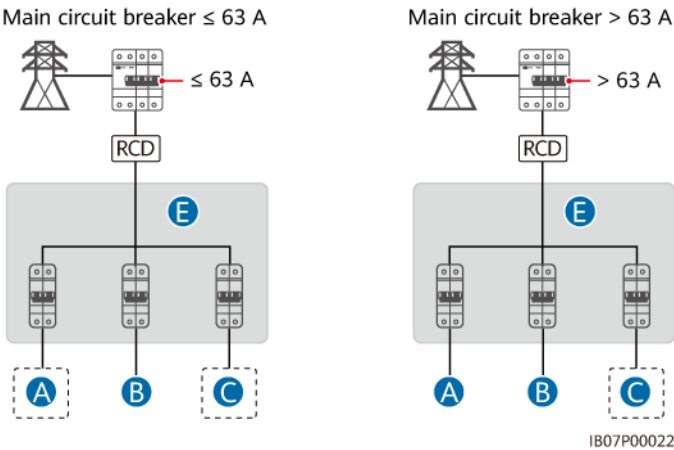 Main circuit breaker ≤ 63 A
Main circuit breaker > 63 A
≤ 63 A
> 63 A
RCD
RCD
E
E
A
B
C
A
B
C
IB07P00022